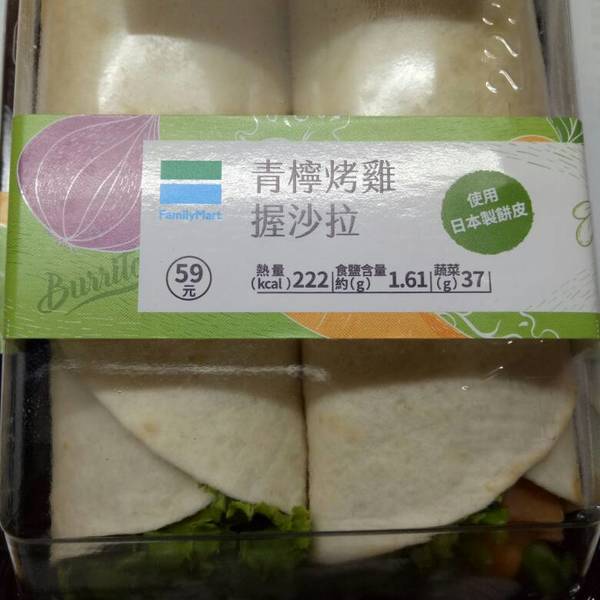 青檸烤雞
握沙拉
FamilyMart
使用
日本製餅皮
Burrito
59
元
熱量
(kcal) 222
食鹽含量
約(g) 1.61
蔬菜
(g) 37